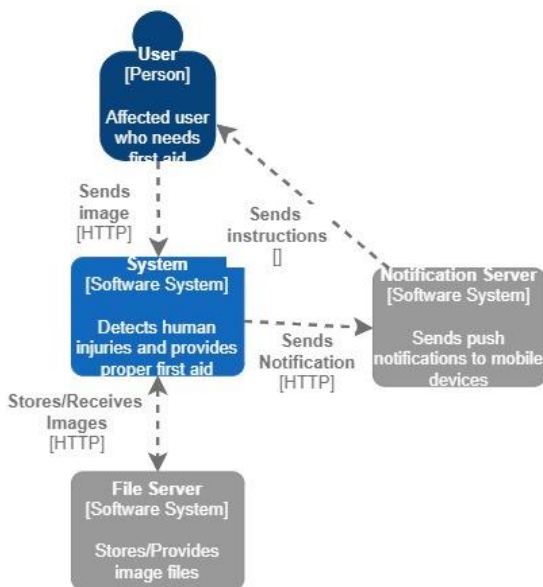 User
[Person]
Affected user
who needs
first aid
Sends
image
[HTTP]
Sends
instructions
[]
System
[Software System]
Detects human
injuries and provides
proper first aid
Notification Server
[Software System]
Sends push
notifications to mobile
devices
Sends
Notification
[HTTP]
Stores/Receives
Images
[HTTP]
File Server
[Software System]
Stores/Provides
image files